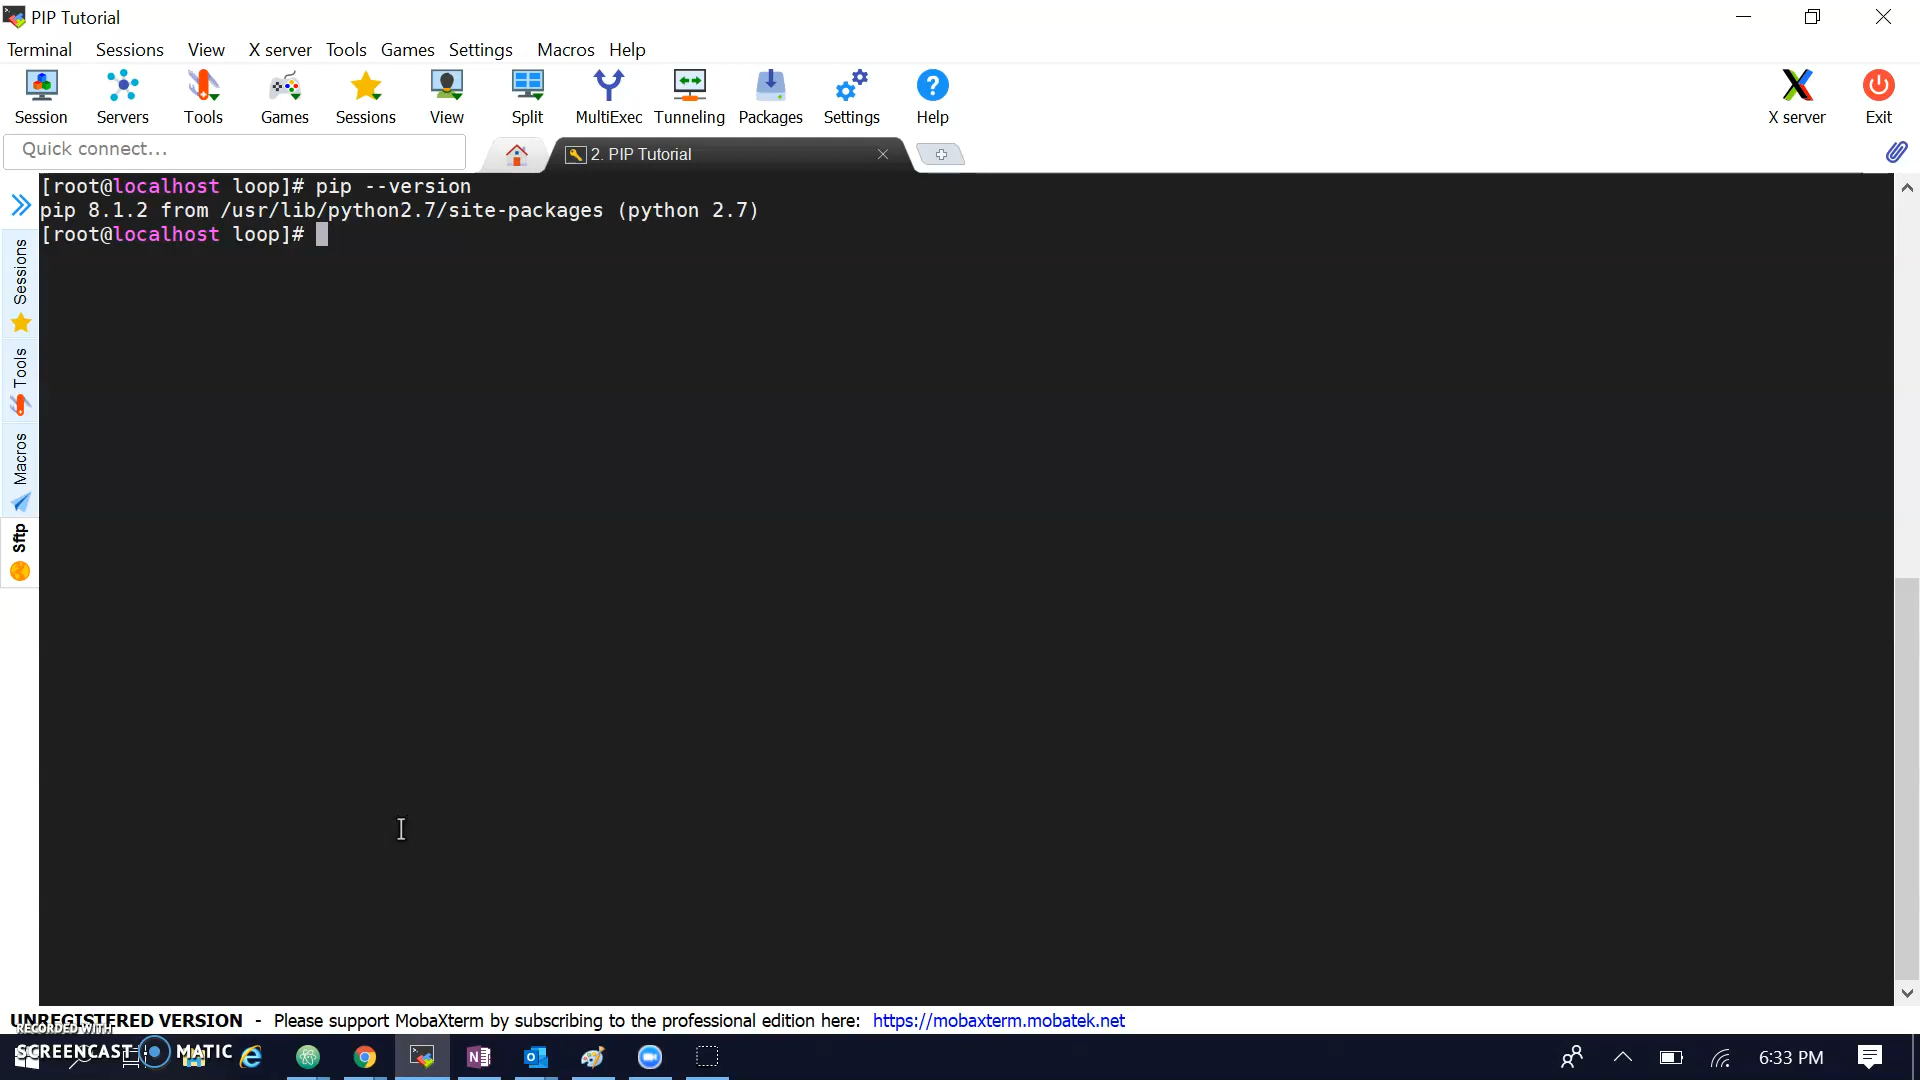 PIP Tutorial
Terminal Sessions View X server Tools Games Settings Macros Help
Session Servers Tools Games Sessions View Split MultiExec Tunneling Packages Settings Help X server Exit
Quick connect...
2. PIP Tutorial
[root@localhost loop]# pip --version
pip 8.1.2 from /usr/lib/python2.7/site-packages (python 2.7)
[root@localhost loop]#
Sessions
Tools
Macros
Sftp
UNREGISTERED VERSION - Please support MobaXterm by subscribing to the professional edition here: https://mobaxterm.mobatek.net
RECORDED WITH
SCREENCAST MATIC
6:33 PM